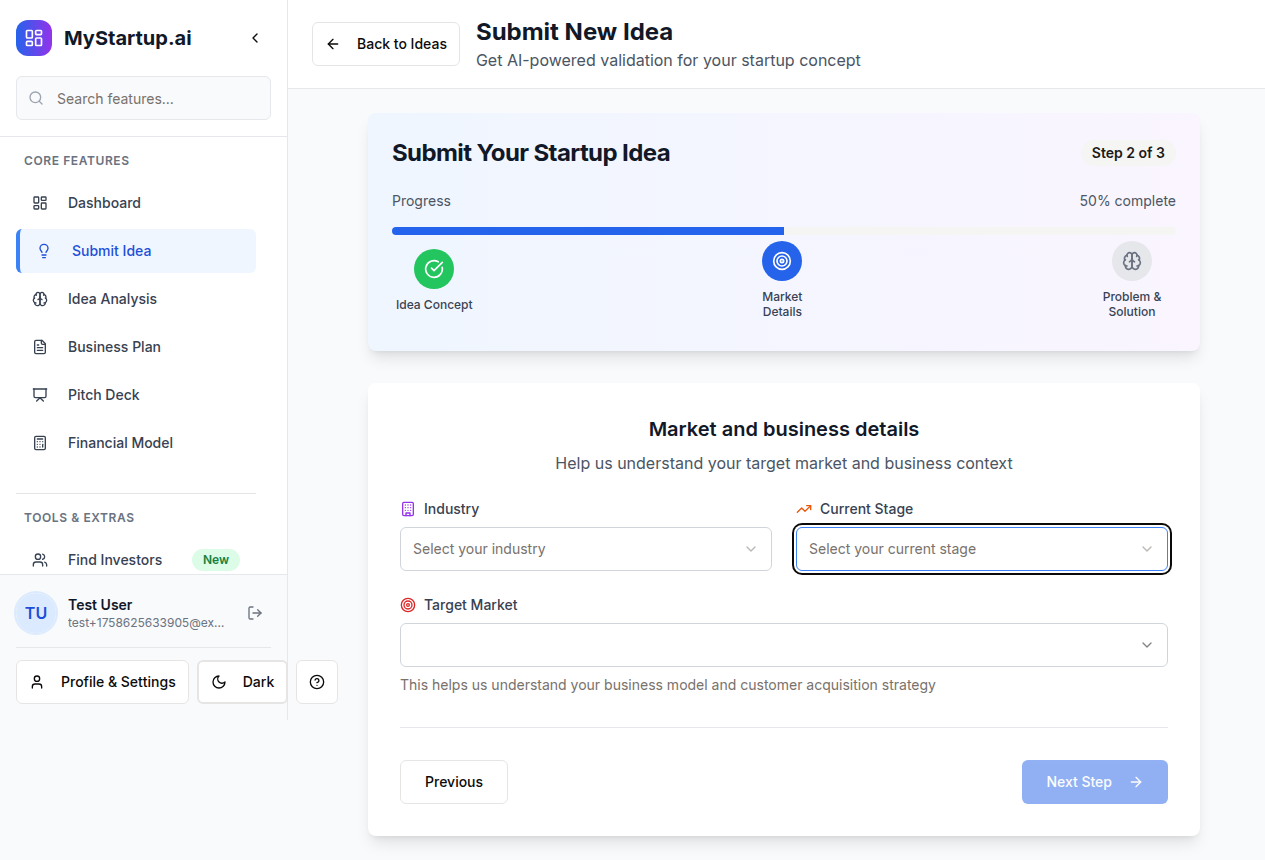 MyStartup.ai
Search features...
CORE FEATURES
Dashboard
Submit Idea
Idea Analysis
Business Plan
Pitch Deck
Financial Model
TOOLS & EXTRAS
Find Investors New
TU
Test User
test+1758625633905@ex...
Profile & Settings
Dark
Back to Ideas
Submit New Idea
Get AI-powered validation for your startup concept
Submit Your Startup Idea
Step 2 of 3
Progress
50% complete
Idea Concept
Market
Details
Problem &
Solution
Market and business details
Help us understand your target market and business context
Industry
Select your industry
Current Stage
Select your current stage
Target Market
This helps us understand your business model and customer acquisition strategy
Previous
Next Step